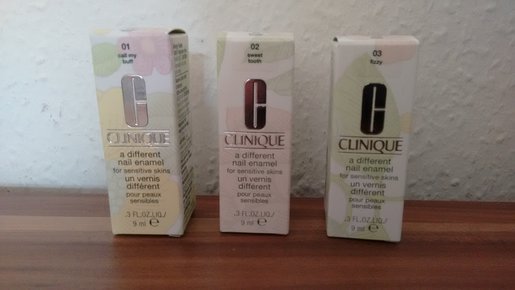 01
call my
buff
CLINIQUE
a different
nail enamel
for sensitive skins
un vernis
différent
pour peaux
sensibles
.3 FL.OZ.LIQ./
9 ml e
02
sweet
tooth
CLINIQUE
a different
nail enamel
for sensitive skins
un vernis
différent
pour peaux
sensibles
.3 FL.OZ.LIQ./
9 ml e
03
fizzy
CLINIQUE
a different
nail enamel
for sensitive skins
un vernis
différent
pour peaux
sensibles
.3 FL.OZ.LIQ./
9 ml e